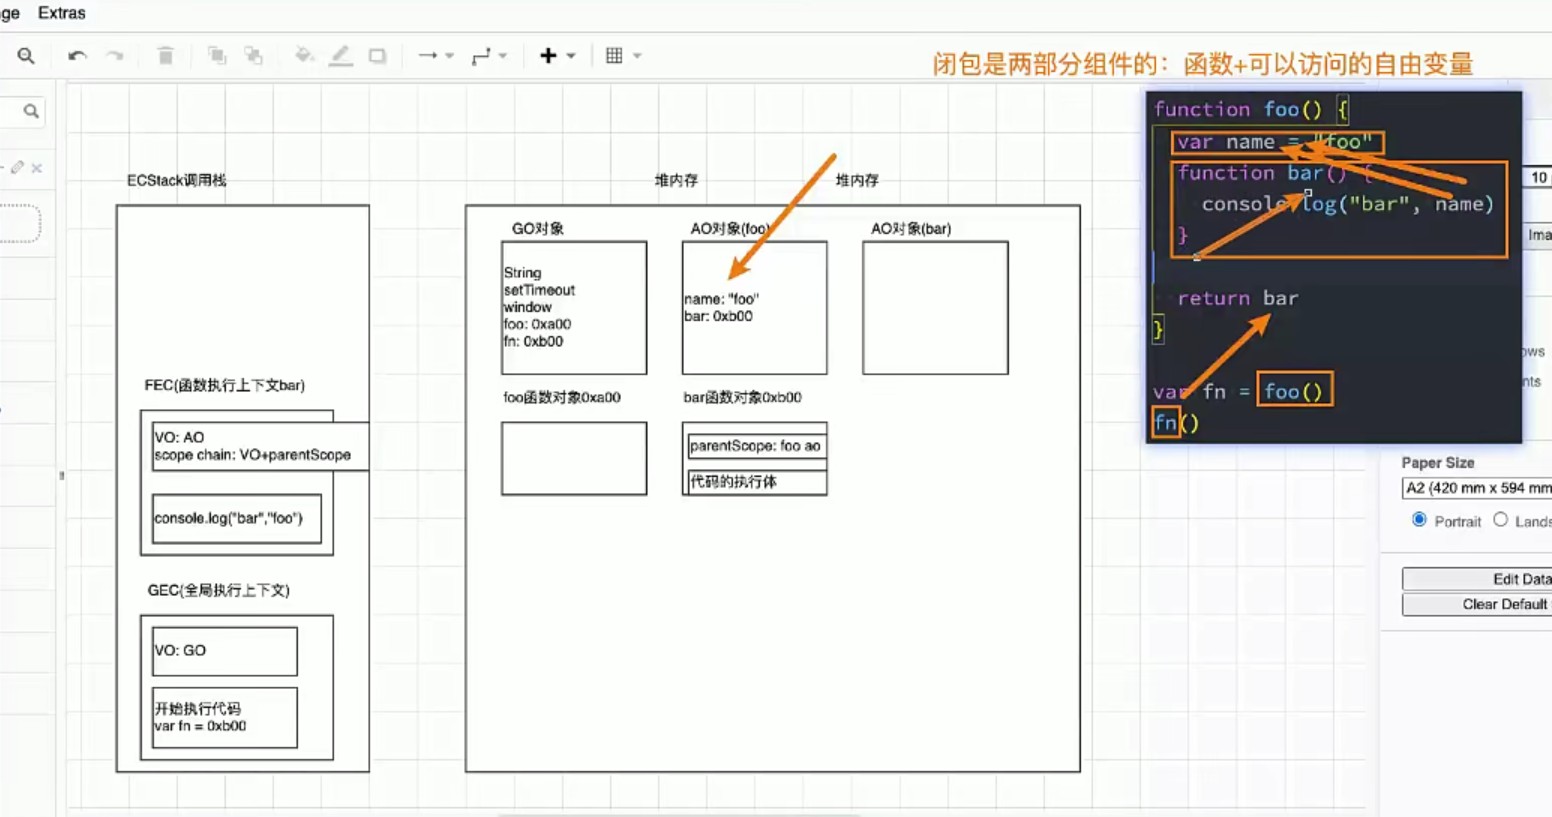 nge Extras
闭包是两部分组件的：函数+可以访问的自由变量
function foo() {
var name = "foo"
function bar() {
console.log("bar", name)
}
return bar
}
var fn = foo()
fn()
ECStack调用栈
堆内存
堆内存
GO对象
AO对象(foo)
AO对象(bar)
String
setTimeout
window
foo: 0xa00
fn: 0xb00
name: "foo"
bar: 0xb00
FEC(函数执行上下文bar)
foo函数对象0xa00
bar函数对象0xb00
VO: AO
scope chain: VO+parentScope
parentScope: foo ao
代码的执行体
console.log("bar","foo")
GEC(全局执行上下文)
VO: GO
开始执行代码
var fn = 0xb00
10
Ima
ows
nts
Paper Size
A2 (420 mm x 594 mm
Portrait Lands
Edit Data
Clear Default